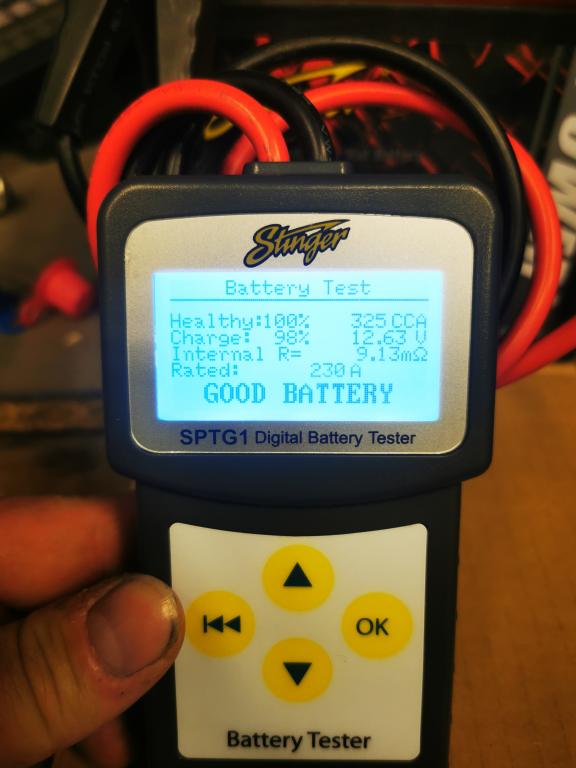 Stinger
Battery Test
Healthy:100% 325 CCA
Charge: 98% 12.63 V
Internal R= 9.13mΩ
Rated: 230 A
GOOD BATTERY
SPTG1 Digital Battery Tester
OK
Battery Tester